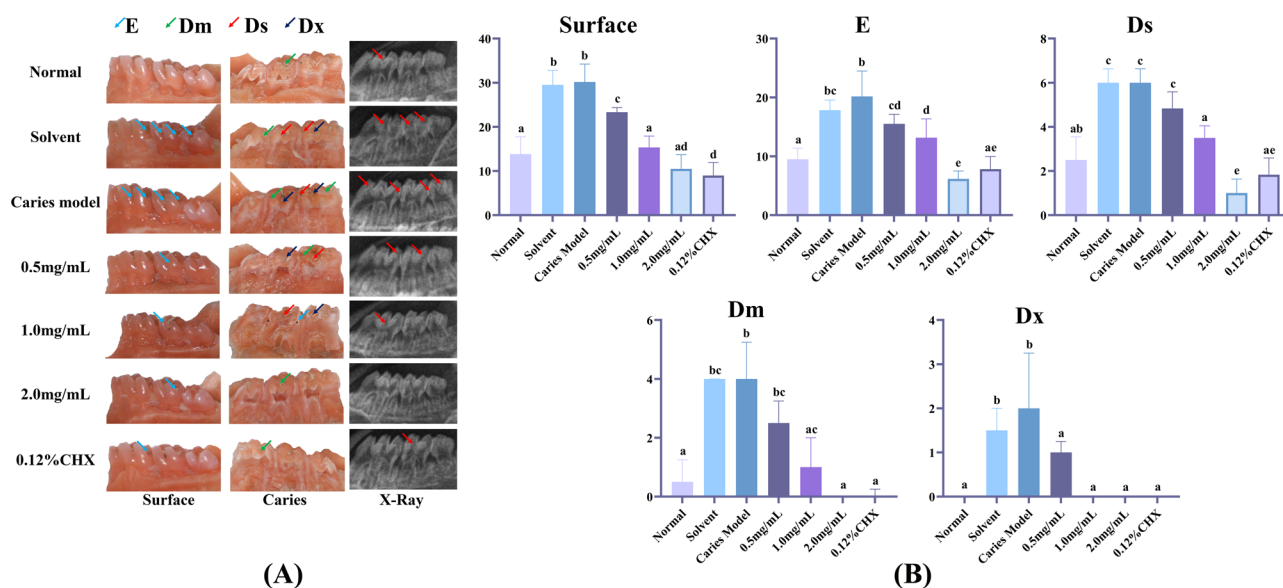 E Dm Ds Dx
Normal
Solvent
Caries model
0.5mg/mL
1.0mg/mL
2.0mg/mL
0.12%CHX
Surface Caries X-Ray
(A)
Surface
40
30
20
10
0
a
b
b
c
a
ad
d
Normal
Solvent
Caries Model
0.5mg/mL
1.0mg/mL
2.0mg/mL
0.12%CHX
E
30
20
10
0
a
bc
b
cd
d
e
ae
Normal
Solvent
Caries Model
0.5mg/mL
1.0mg/mL
2.0mg/mL
0.12%CHX
Ds
8
6
4
2
0
ab
c
c
c
a
e
ae
Normal
Solvent
Caries Model
0.5mg/mL
1.0mg/mL
2.0mg/mL
0.12%CHX
Dm
6
4
2
0
a
bc
b
bc
ac
a
a
Normal
Solvent
Caries Model
0.5mg/mL
1.0mg/mL
2.0mg/mL
0.12%CHX
Dx
4
3
2
1
0
a
b
b
a
a
a
a
Normal
Solvent
Caries Model
0.5mg/mL
1.0mg/mL
2.0mg/mL
0.12%CHX
(B)